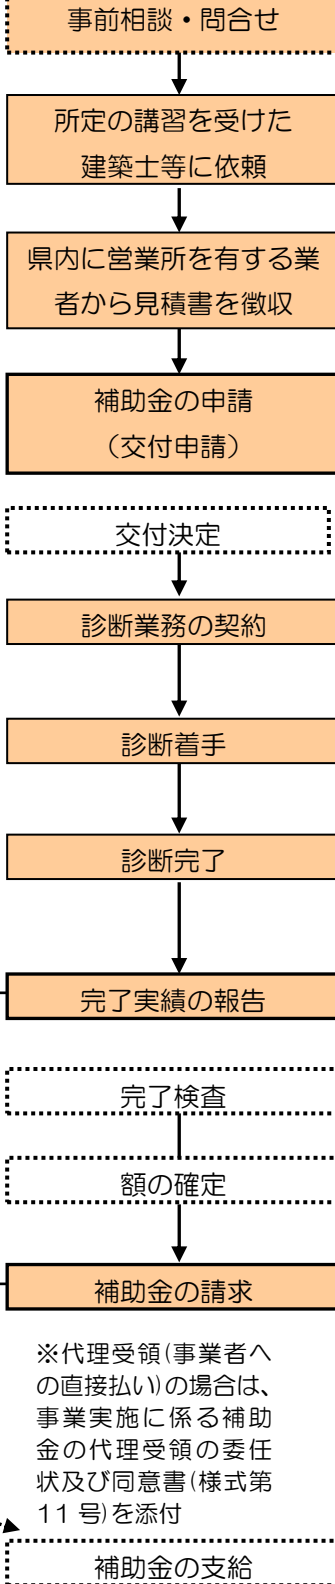 事前相談・問合せ
所定の講習を受けた
建築士等に依頼
県内に営業所を有する業
者から見積書を徴収
補助金の申請
（交付申請）
交付決定
診断業務の契約
診断着手
診断完了
完了実績の報告
完了検査
額の確定
補助金の請求
※代理受領(事業者へ
の直接払い)の場合は、
事業実施に係る補助
金の代理受領の委任
状及び同意書(様式第
11 号)を添付
補助金の支給